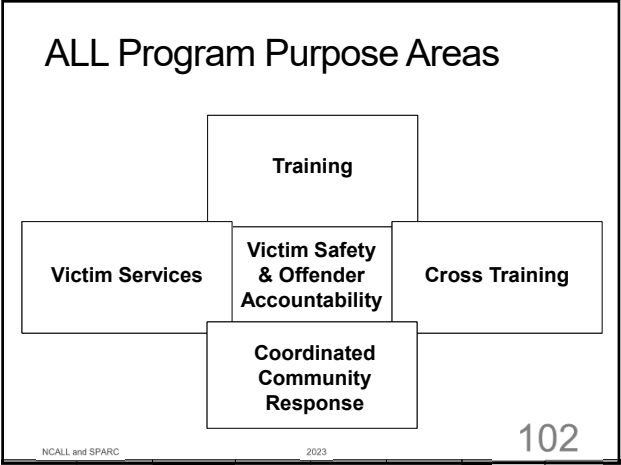 ALL Program Purpose Areas
Training
Victim Services
Victim Safety
& Offender
Accountability
Cross Training
Coordinated
Community
Response
NCALL and SPARC
2023
102